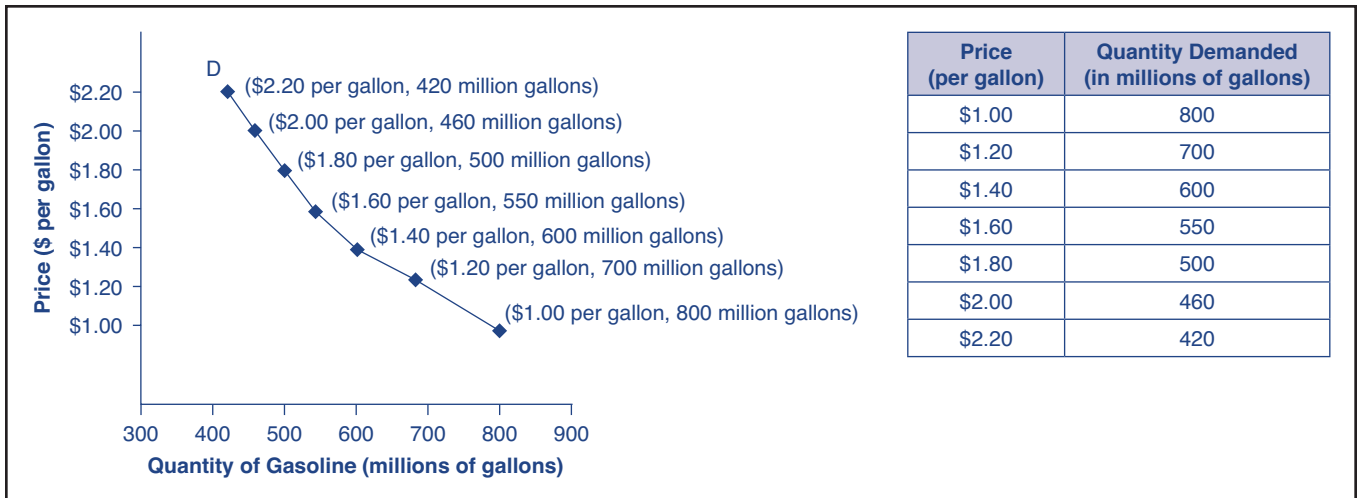 D
($2.20 per gallon, 420 million gallons)
($2.00 per gallon, 460 million gallons)
($1.80 per gallon, 500 million gallons)
($1.60 per gallon, 550 million gallons)
($1.40 per gallon, 600 million gallons)
($1.20 per gallon, 700 million gallons)
($1.00 per gallon, 800 million gallons)
Price ($ per gallon)
$2.20
$2.00
$1.80
$1.60
$1.40
$1.20
$1.00
300 400 500 600 700 800 900
Quantity of Gasoline (millions of gallons)
Price Quantity Demanded
(per gallon) (in millions of gallons)
$1.00 800
$1.20 700
$1.40 600
$1.60 550
$1.80 500
$2.00 460
$2.20 420